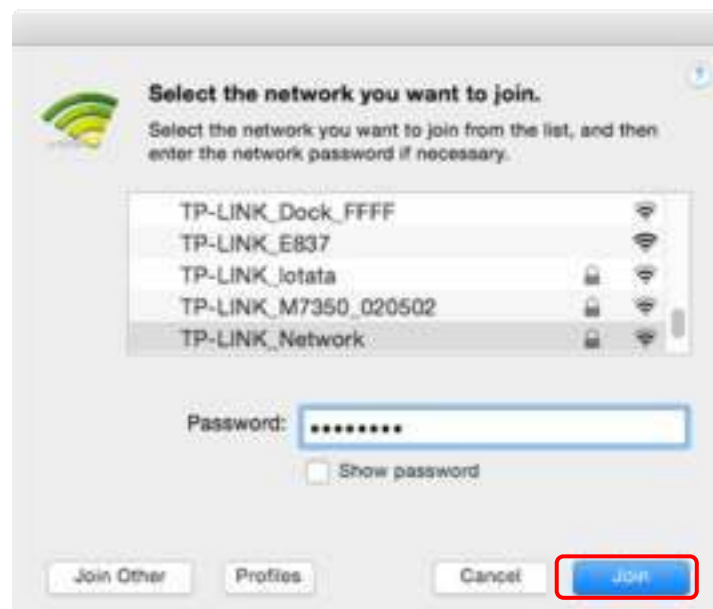 Select the network you want to join.
Select the network you want to join from the list, and then
enter the network password if necessary.
TP-LINK_Dock_FFFF
TP-LINK_E837
TP-LINK_lotata
TP-LINK_M7350_020502
TP-LINK_Network
Password: ••••••••
Show password
Join Other Profiles Cancel Join